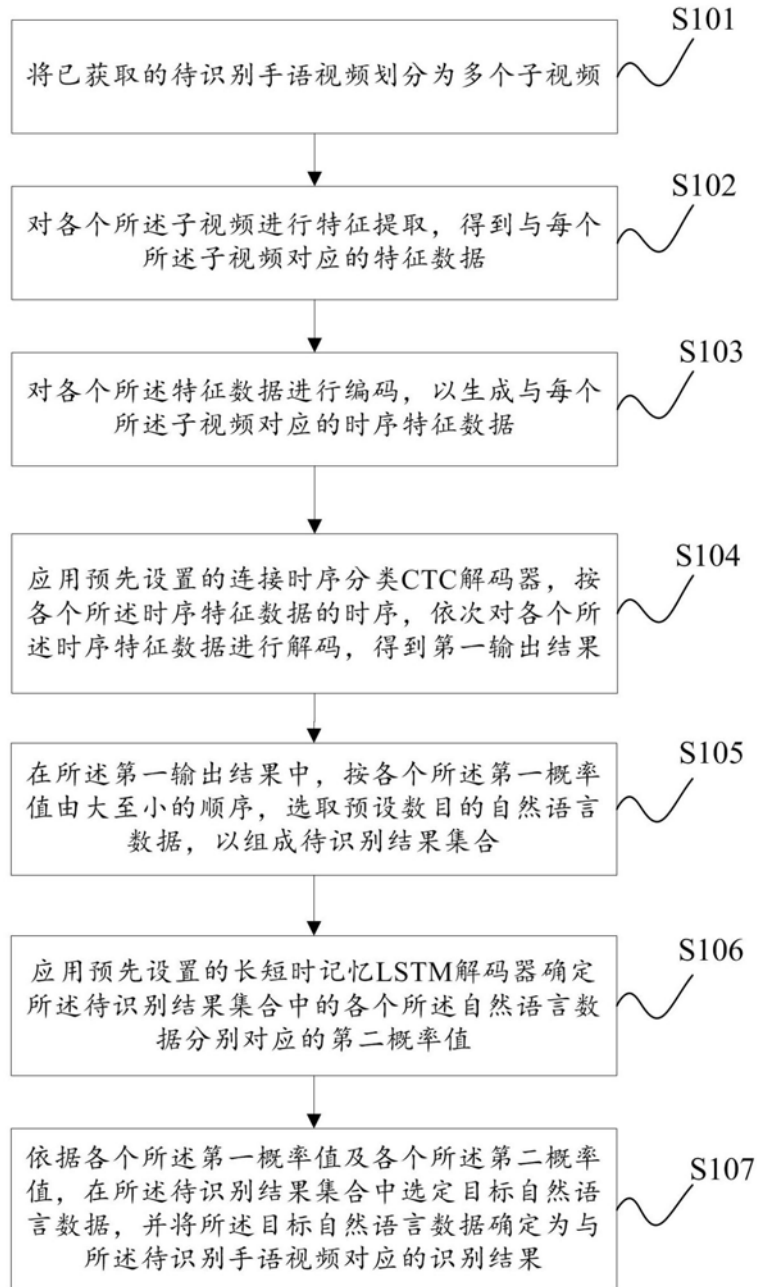 S101
将已获取的待识别手语视频划分为多个子视频
S102
对各个所述子视频进行特征提取，得到与每个
所述子视频对应的特征数据
S103
对各个所述特征数据进行编码，以生成与每个
所述子视频对应的时序特征数据
S104
应用预先设置的连接时序分类CTC解码器，按
各个所述时序特征数据的时序，依次对各个所
述时序特征数据进行解码，得到第一输出结果
S105
在所述第一输出结果中，按各个所述第一概率
值由大至小的顺序，选取预设数目的自然语言
数据，以组成待识别结果集合
S106
应用预先设置的长短时记忆LSTM解码器确定
所述待识别结果集合中的各个所述自然语言数
据分别对应的第二概率值
S107
依据各个所述第一概率值及各个所述第二概率
值，在所述待识别结果集合中选定目标自然语
言数据，并将所述目标自然语言数据确定为与
所述待识别手语视频对应的识别结果